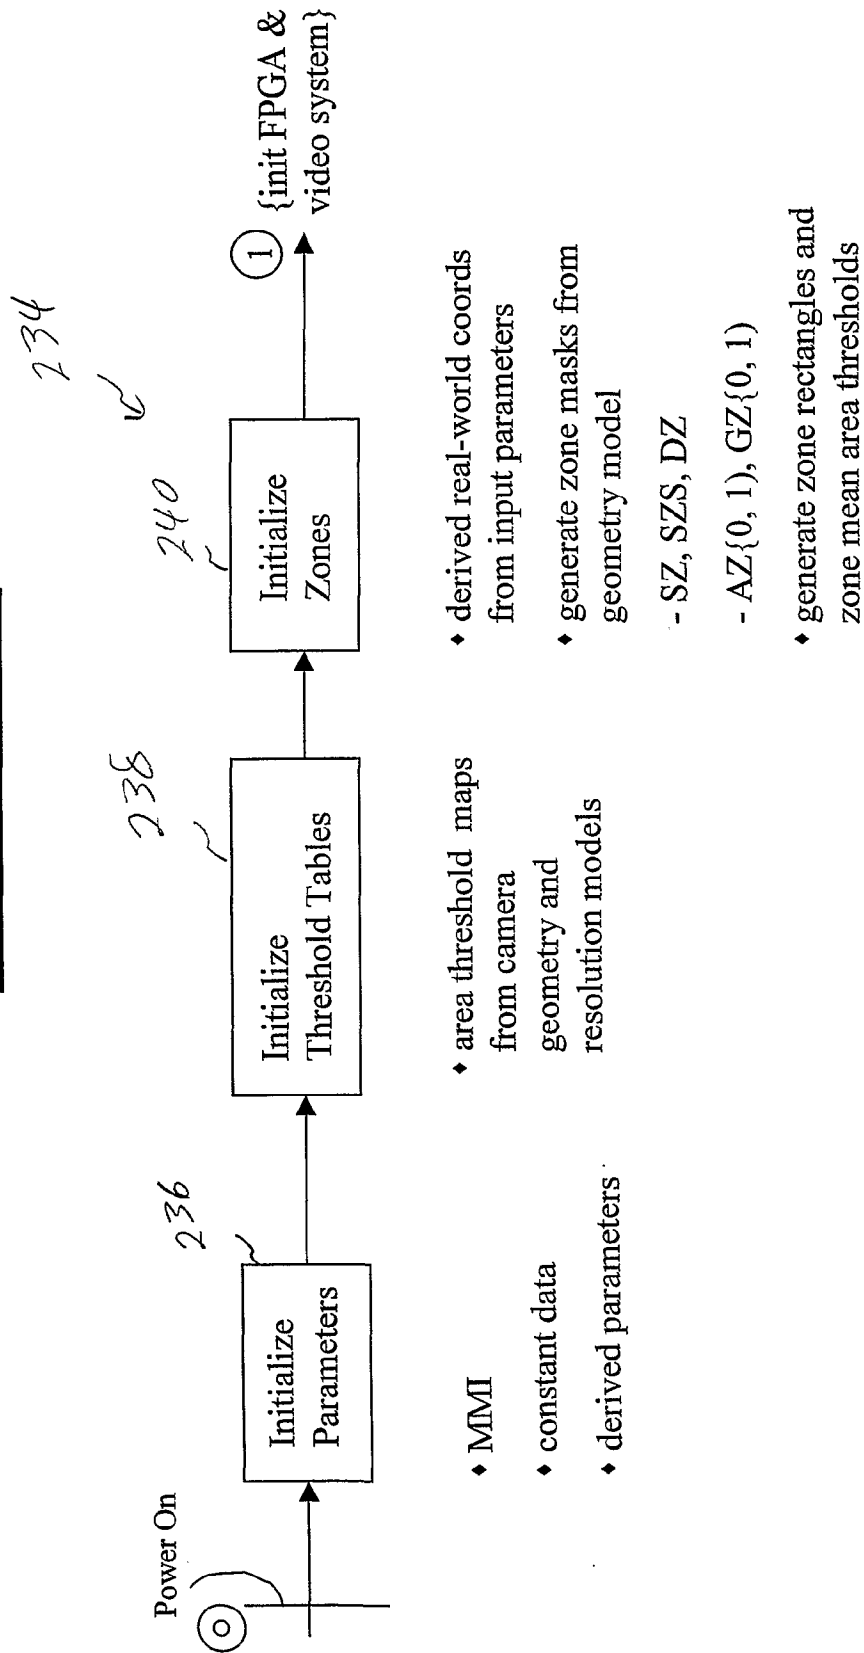 234
Power On
236
Initialize
Parameters
♦ MMI
♦ constant data
♦ derived parameters
238
Initialize
Threshold Tables
♦ area threshold maps
from camera
geometry and
resolution models
240
Initialize
Zones
♦ derived real-world coords
from input parameters
♦ generate zone masks from
geometry model
- SZ, SZS, DZ
- AZ{0, 1), GZ{0, 1)
♦ generate zone rectangles and
zone mean area thresholds
1
{init FPGA &
video system}